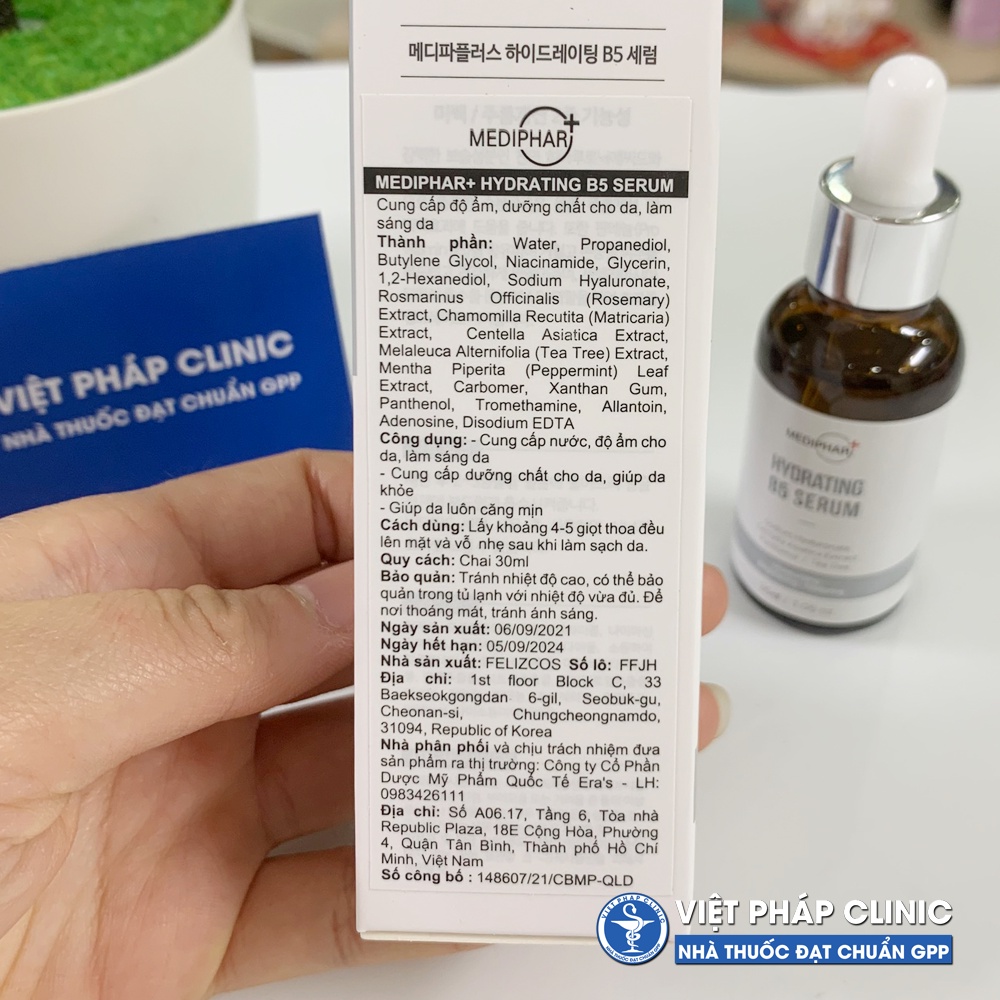 메디파플러스 하이드레이팅 B5 세럼
MEDIPHAR+
MEDIPHAR+ HYDRATING B5 SERUM
Cung cấp độ ẩm, dưỡng chất cho da, làm
sáng da
Thành phần: Water, Propanediol,
Butylene Glycol, Niacinamide, Glycerin,
1,2-Hexanediol, Sodium Hyaluronate,
Rosmarinus Officinalis (Rosemary)
Extract, Chamomilla Recutita (Matricaria)
Extract, Centella Asiatica Extract,
Melaleuca Alternifolia (Tea Tree) Extract,
Mentha Piperita (Peppermint) Leaf
Extract, Carbomer, Xanthan Gum,
Panthenol, Tromethamine, Allantoin,
Adenosine, Disodium EDTA
Công dụng: - Cung cấp nước, độ ẩm cho
da, làm sáng da
- Cung cấp dưỡng chất cho da, giúp da
khỏe
- Giúp da luôn căng mịn
Cách dùng: Lấy khoảng 4-5 giọt thoa đều
lên mặt và vỗ nhẹ sau khi làm sạch da.
Quy cách: Chai 30ml
Bảo quản: Tránh nhiệt độ cao, có thể bảo
quản trong tủ lạnh với nhiệt độ vừa đủ. Để
nơi thoáng mát, tránh ánh sáng.
Ngày sản xuất: 06/09/2021
Ngày hết hạn: 05/09/2024
Nhà sản xuất: FELIZCOS Số lô: FFJH
Địa chỉ: 1st floor Block C, 33
Baekseokgongdan 6-gil, Seobuk-gu,
Cheonan-si, Chungcheongnamdo,
31094, Republic of Korea
Nhà phân phối và chịu trách nhiệm đưa
sản phẩm ra thị trường: Công ty Cổ Phần
Dược Mỹ Phẩm Quốc Tế Era's - LH:
0983426111
Địa chỉ: Số A06.17, Tầng 6, Tòa nhà
Republic Plaza, 18E Cộng Hòa, Phường
4, Quận Tân Bình, Thành phố Hồ Chí
Minh, Việt Nam
Số công bố : 148607/21/CBMP-QLD
VIỆT PHÁP CLINIC
NHÀ THUỐC ĐẠT CHUẨN GPP
MEDIPHAR+
HYDRATING
B5 SERUM
VIỆT PHÁP CLINIC
NHÀ THUỐC ĐẠT CHUẨN GPP
VIỆT PHÁP CLINIC
NHÀ THUỐC ĐẠT CHUẨN GPP